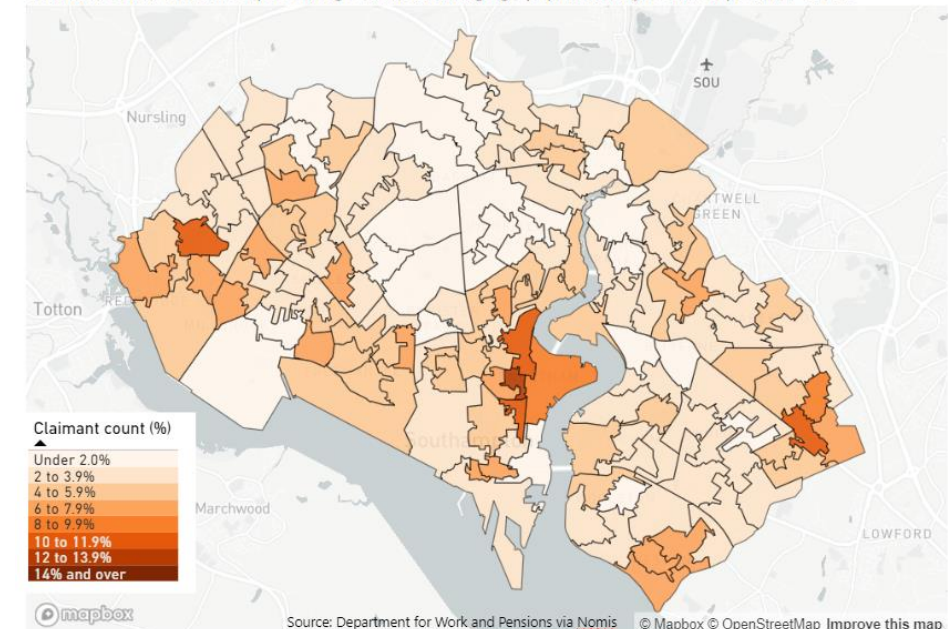 SOU
Nursling
Totton
Claimant count (%)
Under 2.0%
2 to 3.9%
4 to 5.9%
6 to 7.9%
8 to 9.9%
10 to 11.9%
12 to 13.9%
14% and over
Marchwood
LOWFORD
mapbox
Source: Department for Work and Pensions via Nomis
© Mapbox © OpenStreetMap Improve this map